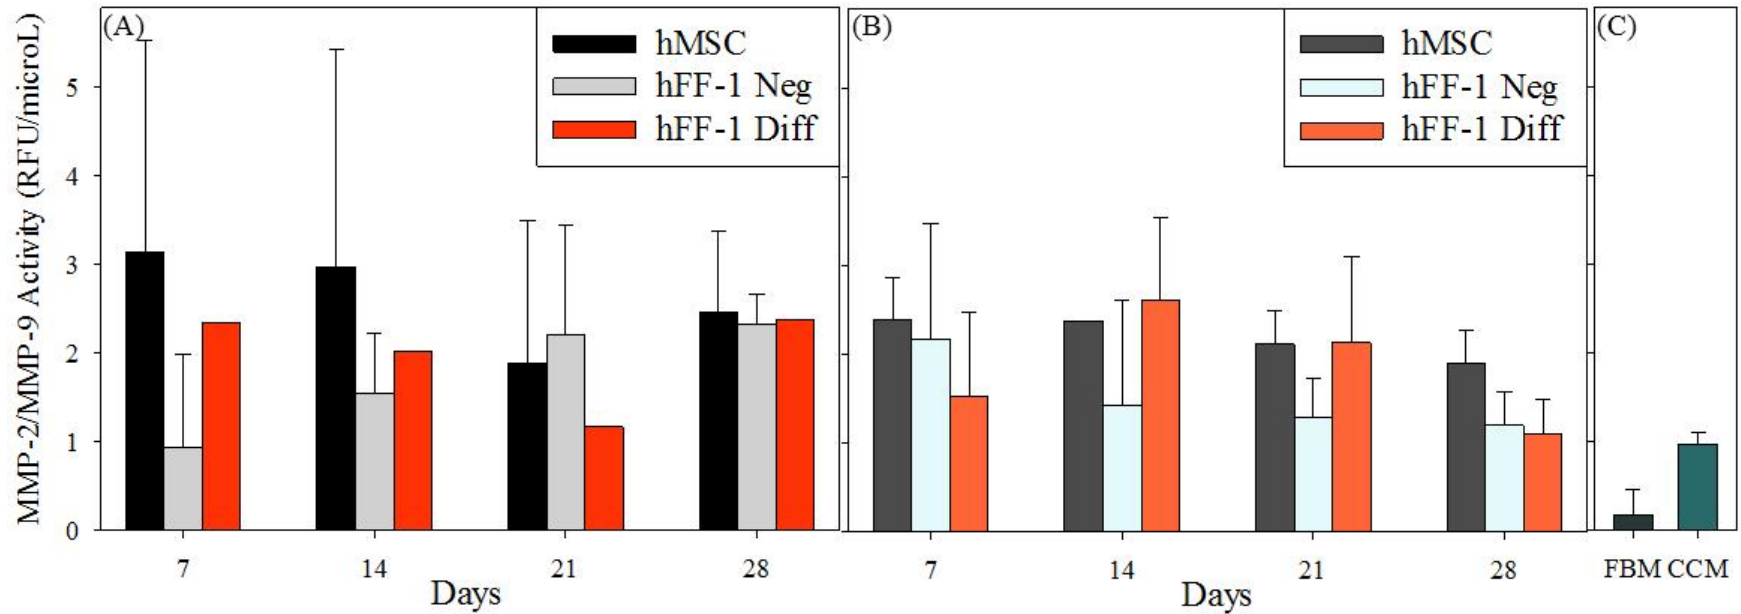 MMP-2/MMP-9 Activity (RFU/microL)
(A)
hMSC
hFF-1 Neg
hFF-1 Diff
5
4
3
2
1
0
7 14 21 28
Days
(B)
hMSC
hFF-1 Neg
hFF-1 Diff
7 14 21 28
Days
(C)
FBM CCM